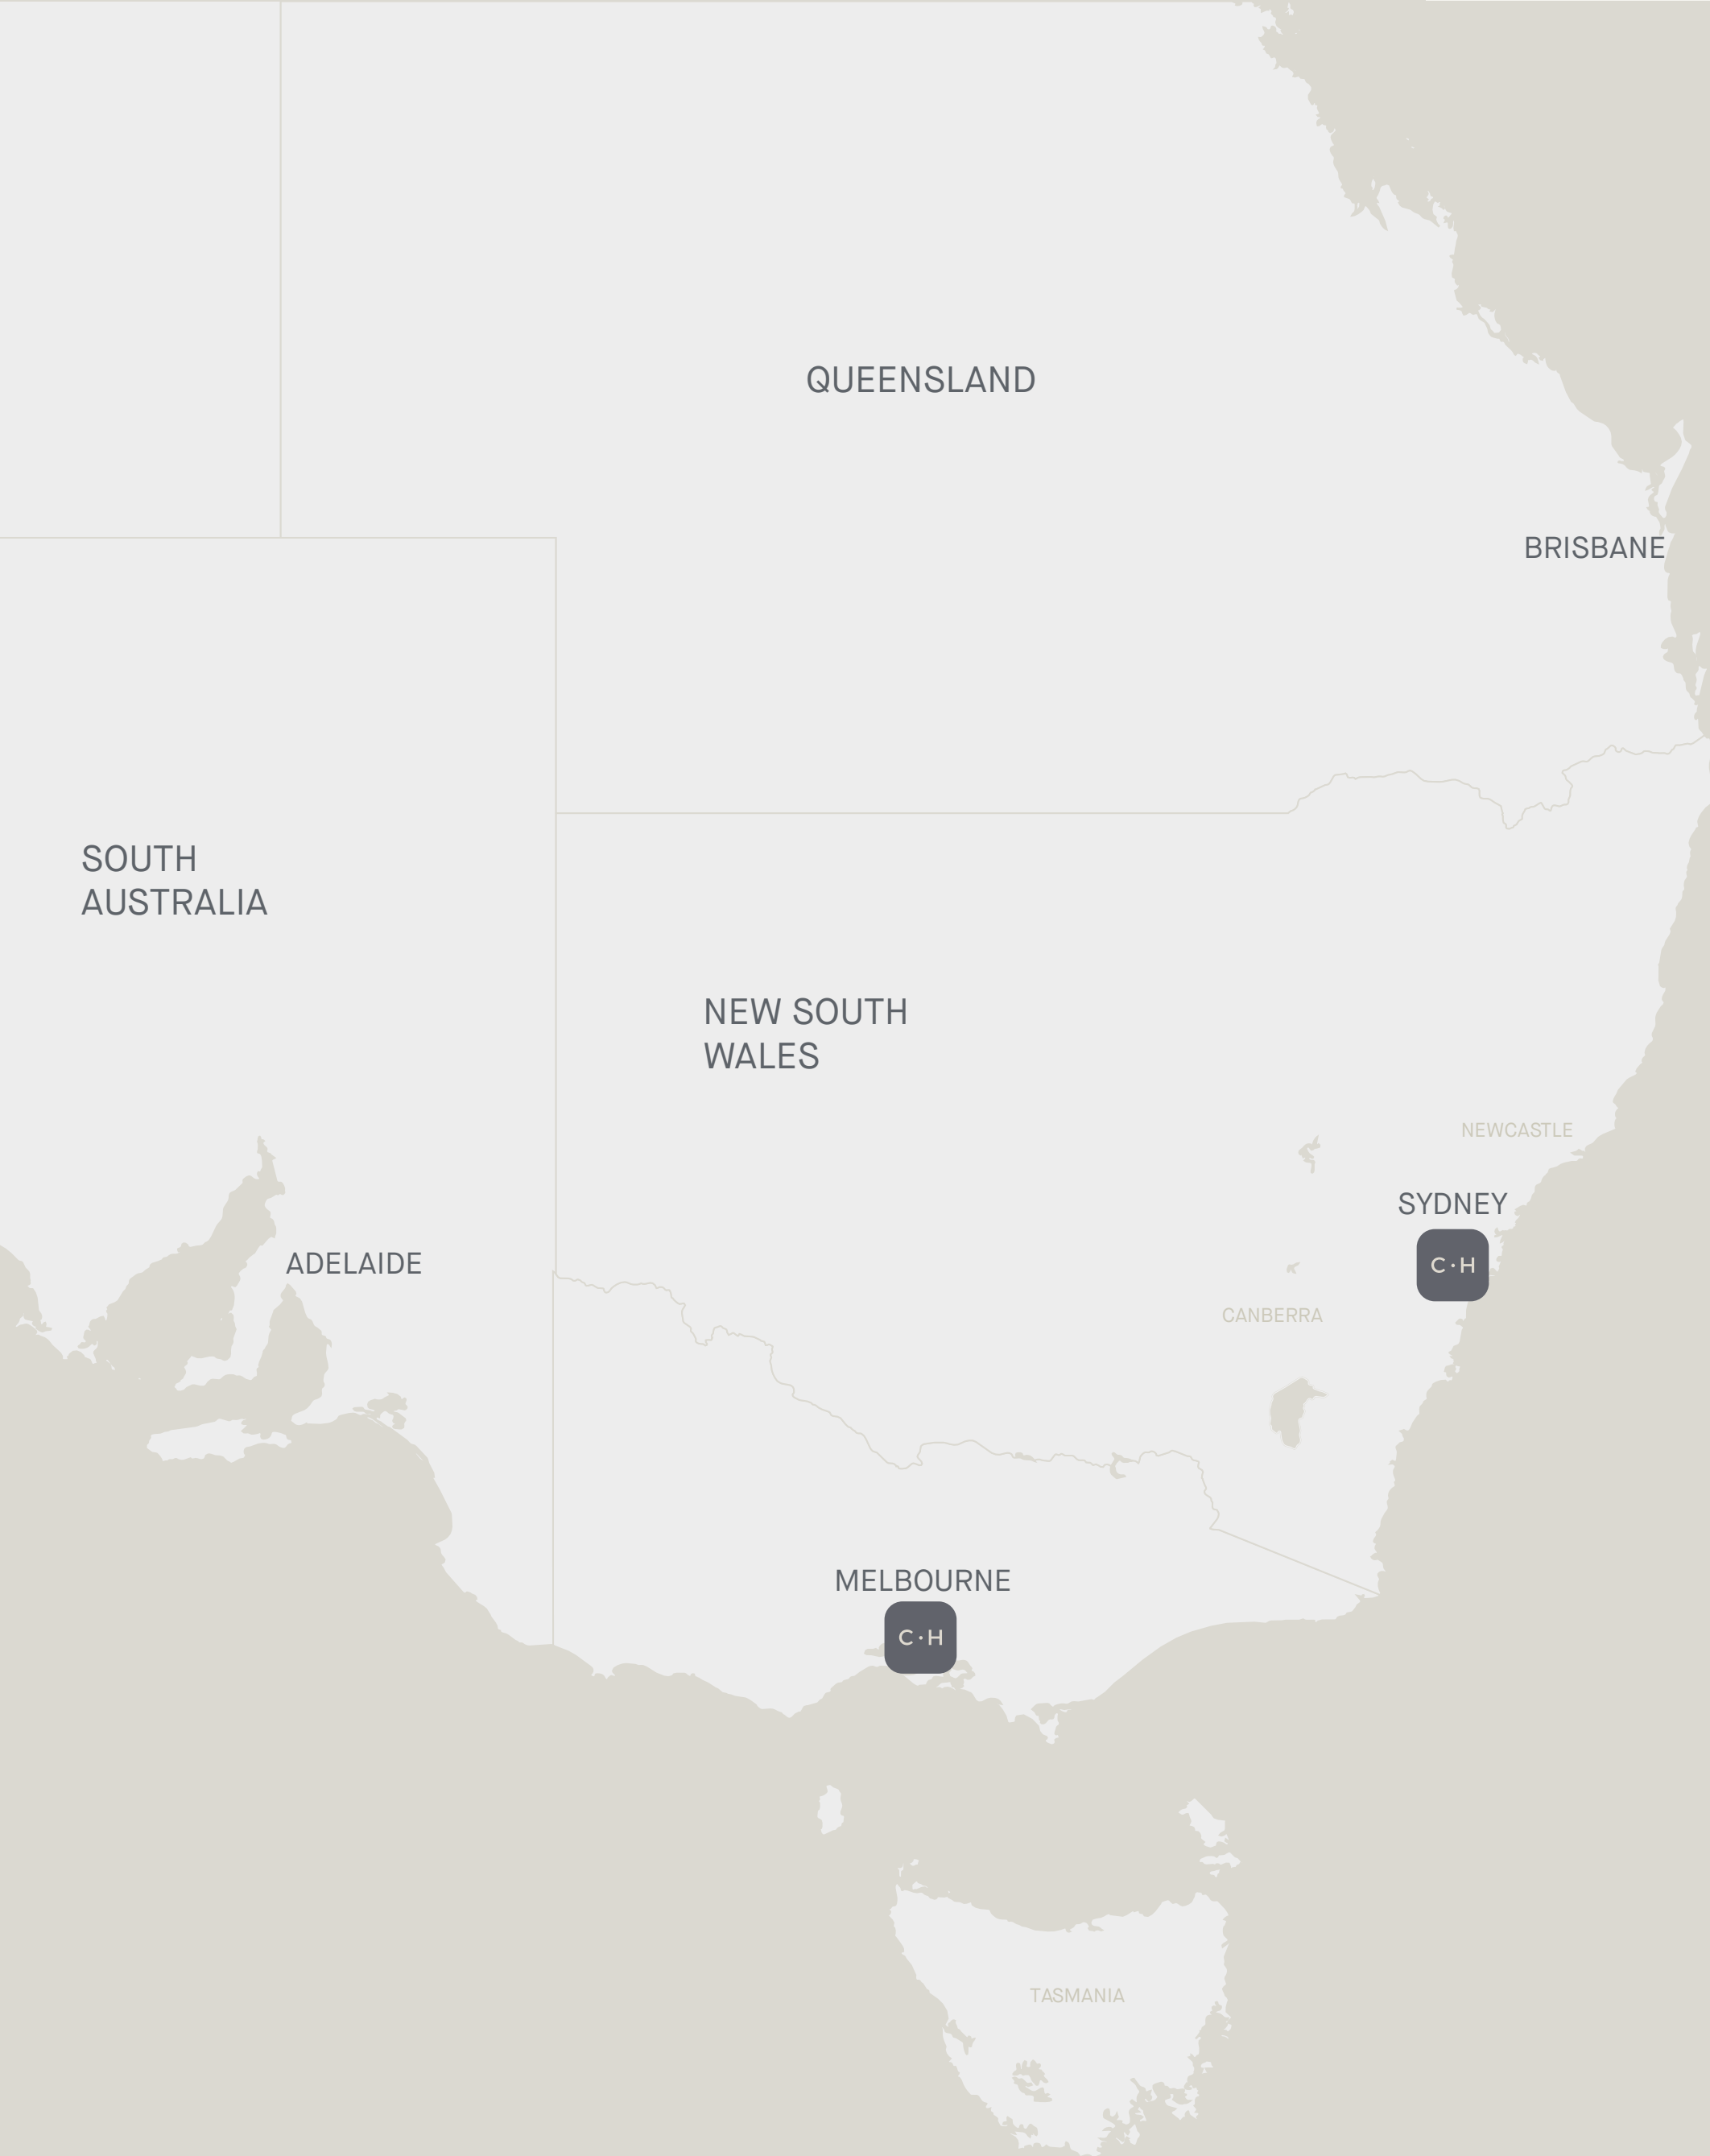 QUEENSLAND
BRISBANE
SOUTH
AUSTRALIA
NEW SOUTH
WALES
NEWCASTLE
SYDNEY
C·H
ADELAIDE
CANBERRA
MELBOURNE
C·H
TASMANIA